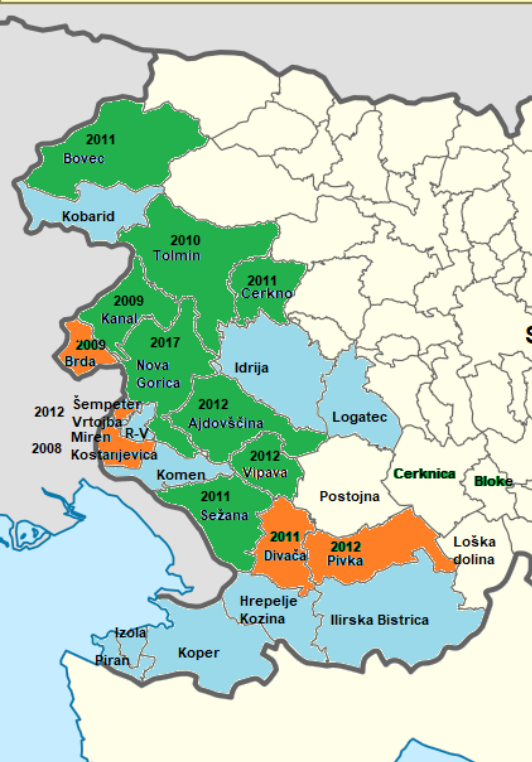 2011
Bovec
Kobarid
2010
Tolmin
2011
Cerkno
2009
Kanal
2009
Brda
2017
Nova
Gorica
Idrija
2012
Šempeter
Vrtojba
2012
Ajdovščina
Logatec
R-V
2008
Miren
Kostanjevica
2012
Vipava
Komen
Cerknica
Bloke
Postojna
2011
Sežana
2011
Divača
2012
Pivka
Loška
dolina
Hrepelje
Kozina
Ilirska Bistrica
Izola
Piran
Koper
S